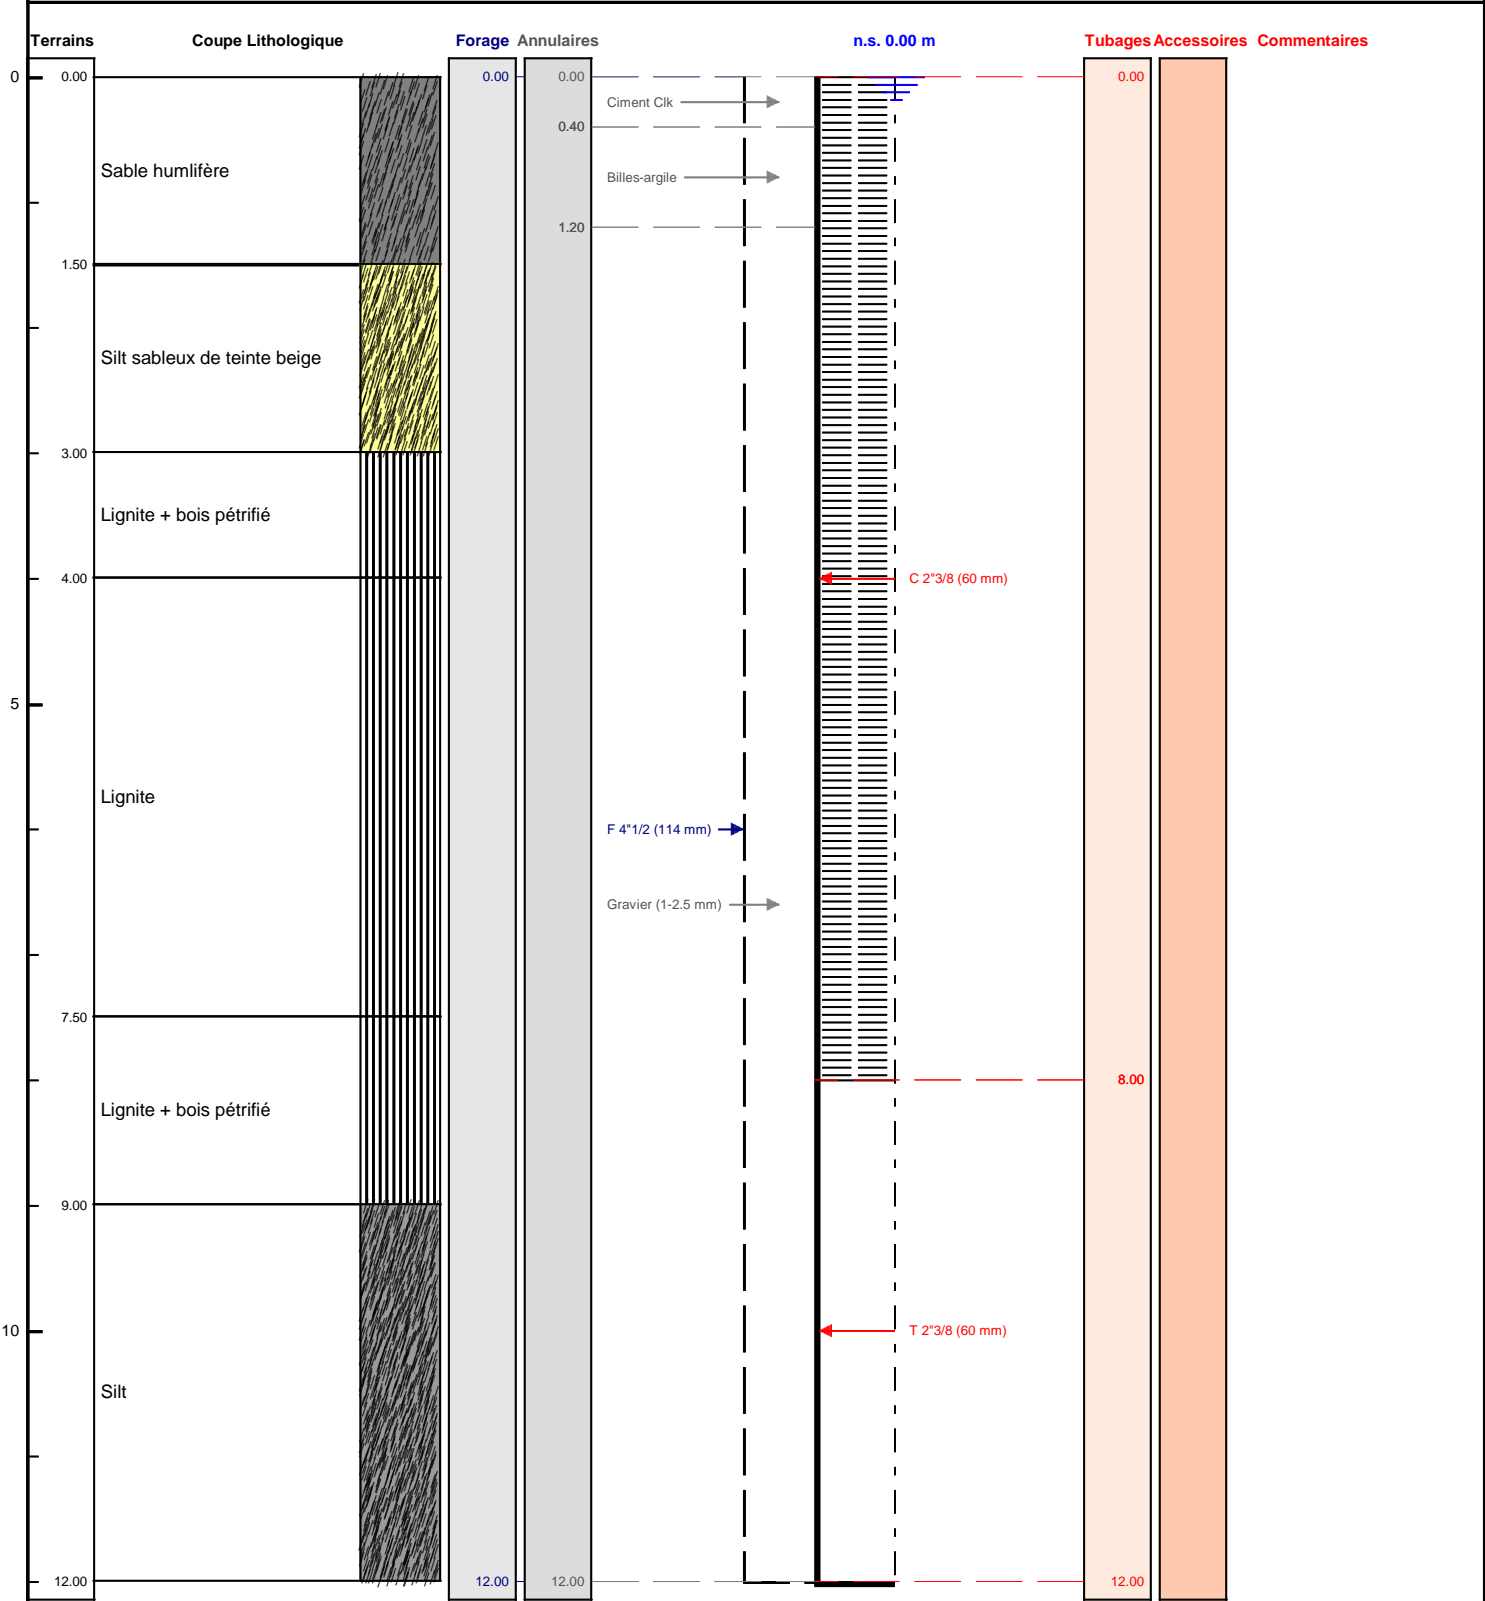 Terrains Coupe Lithologique Forage Annulaires n.s. 0.00 m Tubages Accessoires Commentaires
0 0.00 0.00 0.00 0.00
Ciment Clk
0.40
Sable humlifère
Billes-argile
1.20
1.50
Silt sableux de teinte beige
3.00
Lignite + bois pétrifié
4.00 C 2"3/8 (60 mm)
5
Lignite
F 4"1/2 (114 mm)
Gravier (1-2.5 mm)
7.50
8.00
Lignite + bois pétrifié
9.00
10 T 2"3/8 (60 mm)
Silt
12.00 12.00 12.00 12.00